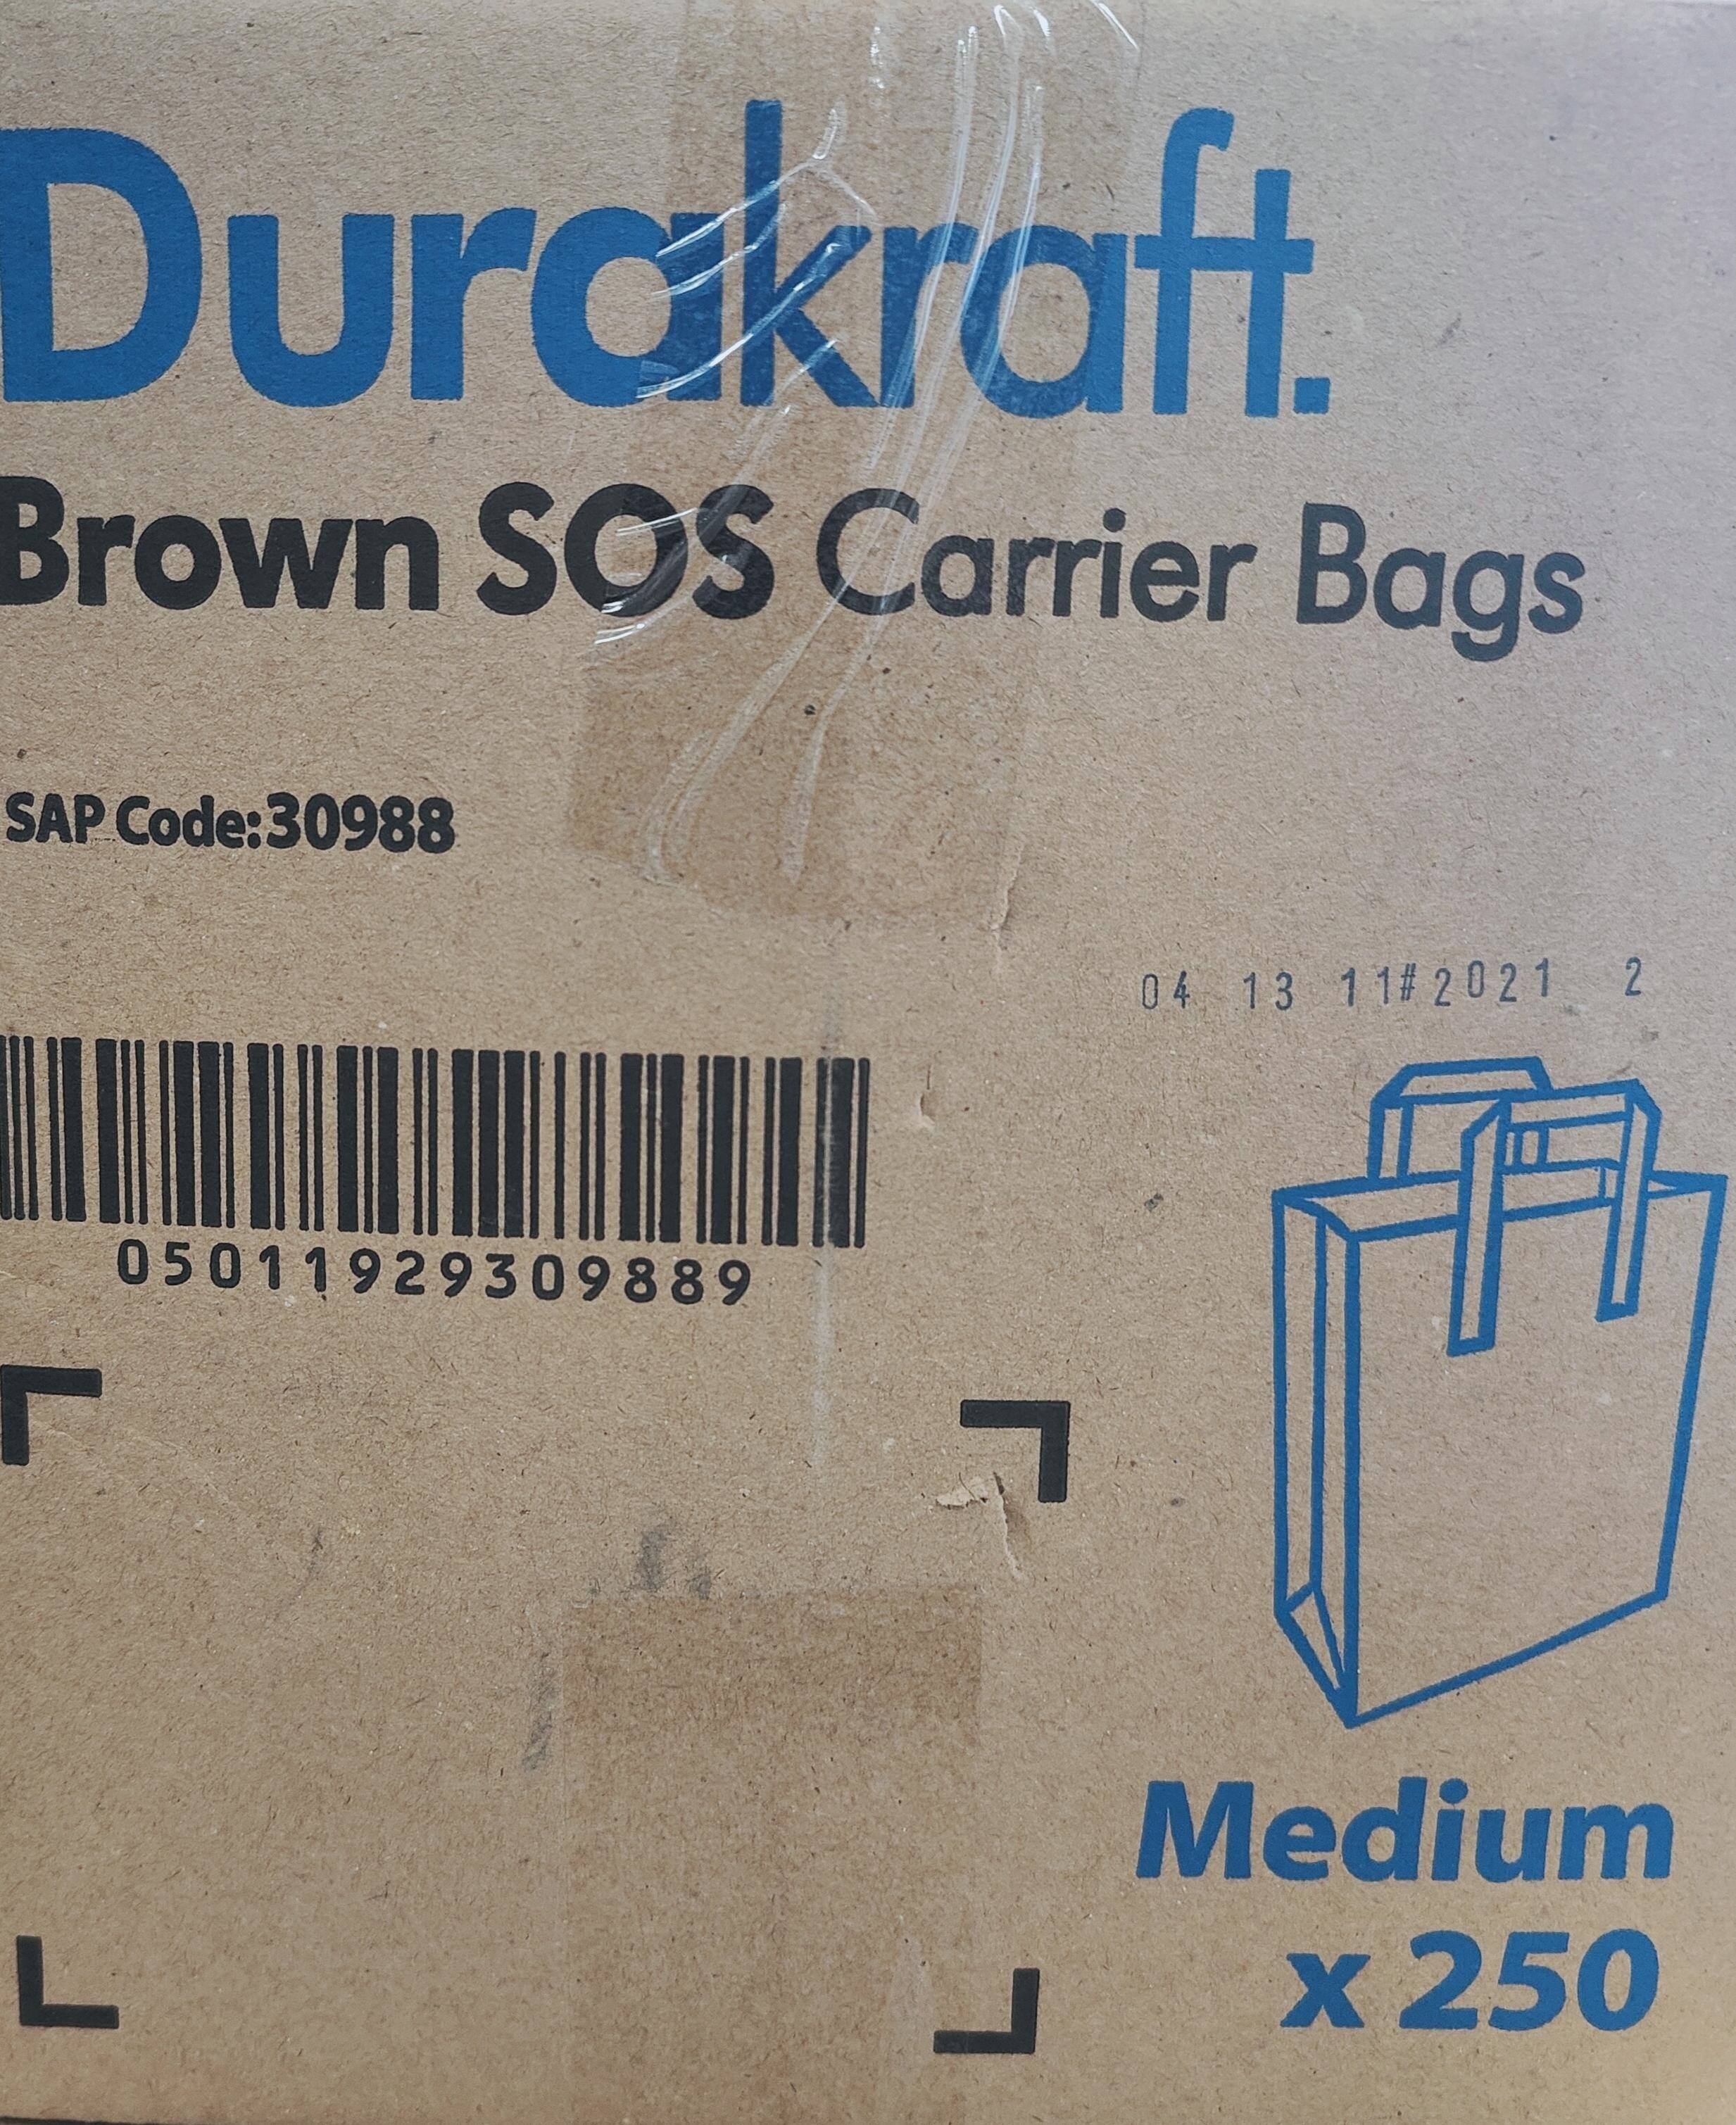 Durakraft.
Brown SOS Carrier Bags
SAP Code:30988
04 13 11#2021 2
05011929309889
Medium
x 250